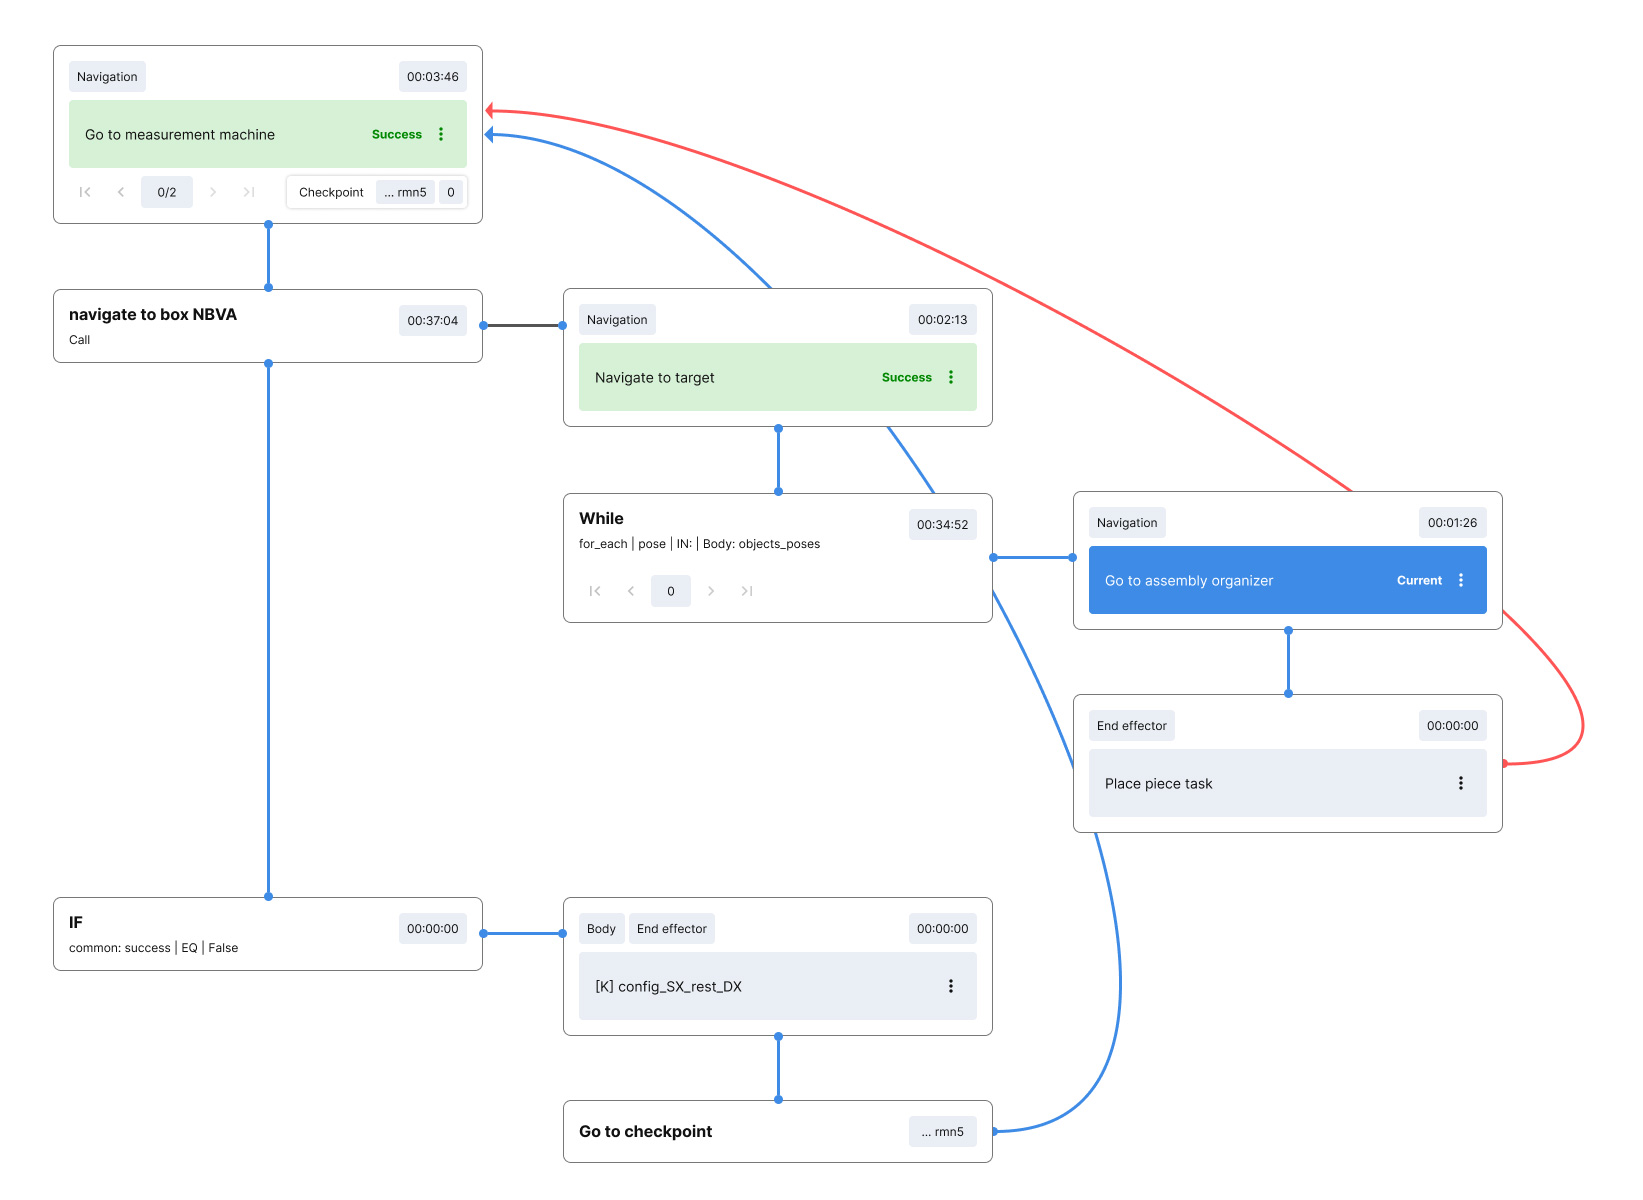 Navigation
00:03:46
Go to measurement machine
Success
0/2
Checkpoint
... rmn5
0
navigate to box NBVA
Call
00:37:04
Navigation
00:02:13
Navigate to target
Success
While
for_each | pose | IN: | Body: objects_poses
00:34:52
0
Navigation
00:01:26
Go to assembly organizer
Current
End effector
00:00:00
Place piece task
IF
common: success | EQ | False
00:00:00
Body
End effector
00:00:00
[K] config_SX_rest_DX
Go to checkpoint
... rmn5